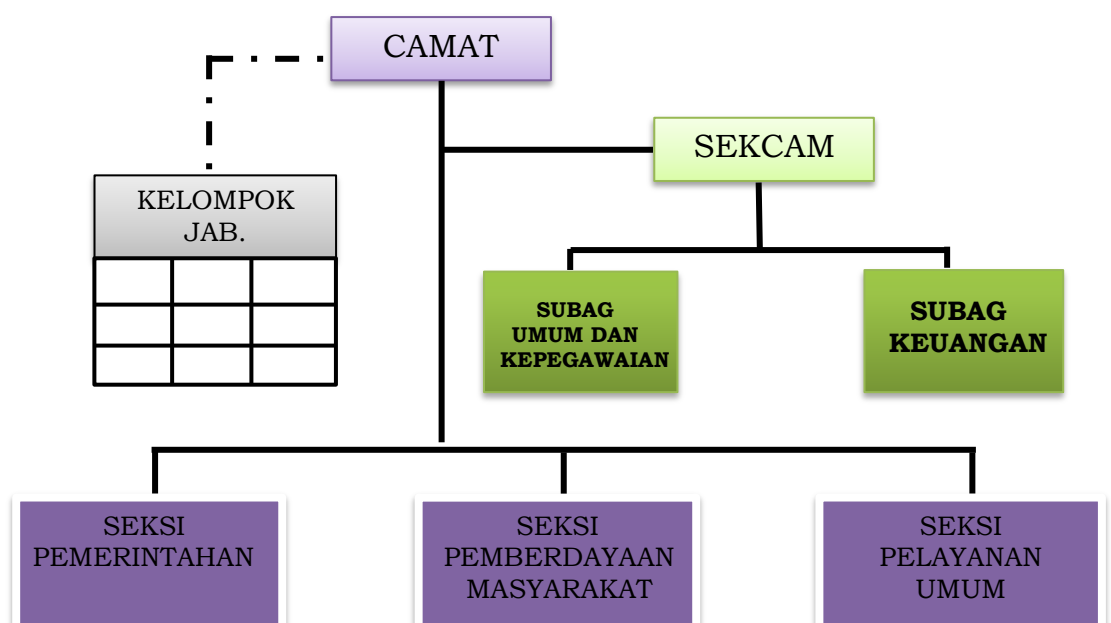 CAMAT
SEKCAM
KELOMPOK
JAB.
SUBAG
UMUM DAN
KEPEGAWAIAN
SUBAG
KEUANGAN
SEKSI
PEMERINTAHAN
SEKSI
PEMBERDAYAAN
MASYARAKAT
SEKSI
PELAYANAN
UMUM